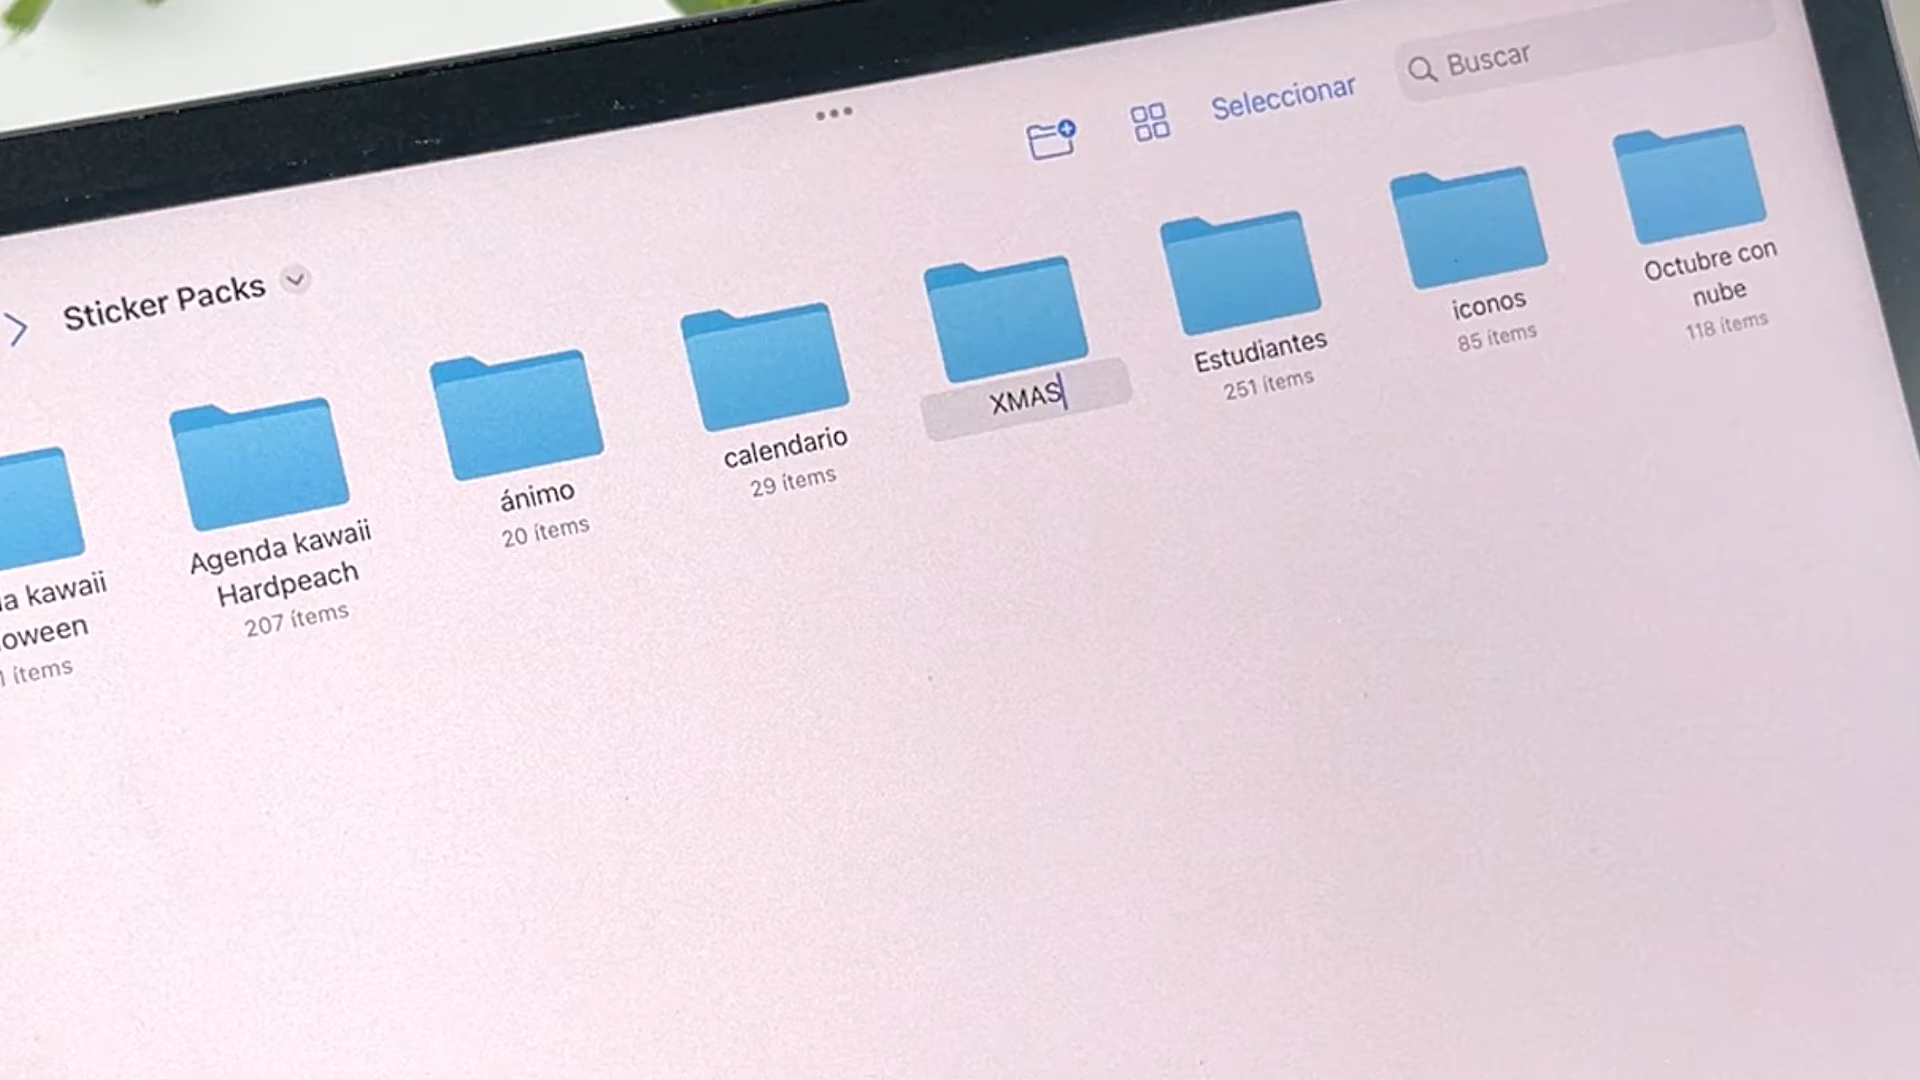 Buscar
Seleccionar
Sticker Packs
kawaii
ítems
Agenda kawaii
Hardpeach
207 ítems
ánimo
20 ítems
calendario
29 ítems
XMAS
Estudiantes
251 ítems
iconos
85 ítems
Octubre con
nube
118 ítems